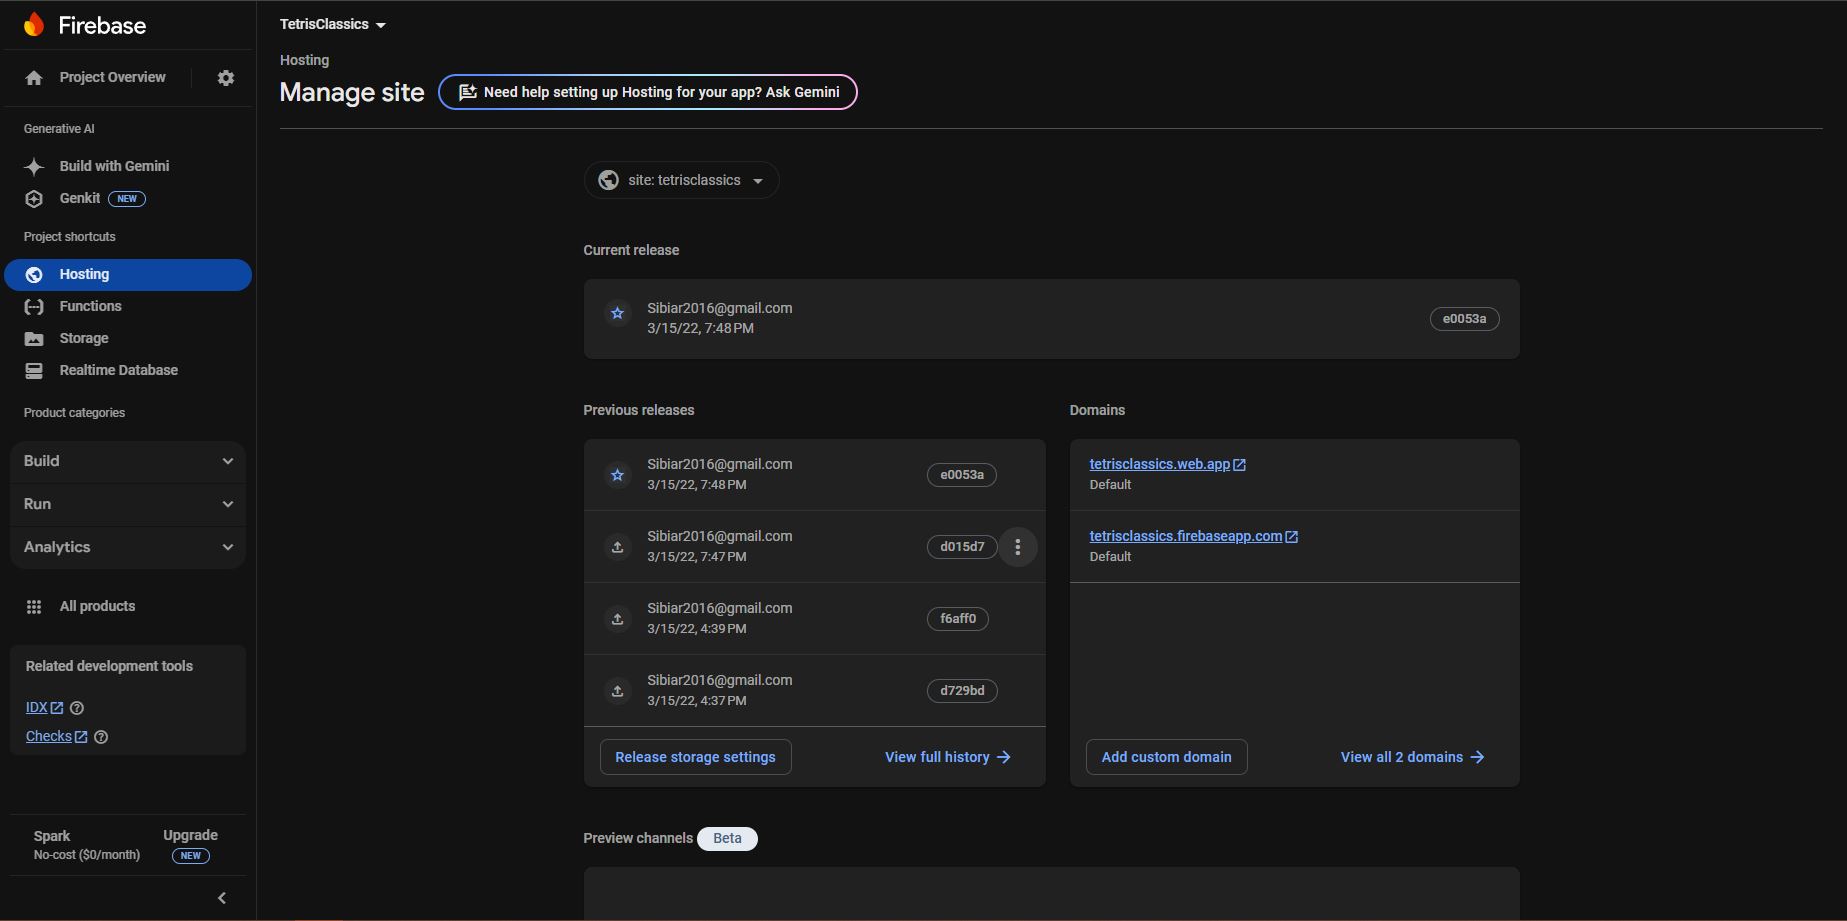 Firebase
Project Overview
Generative AI
Build with Gemini
Genkit NEW
Project shortcuts
Hosting
Functions
Storage
Realtime Database
Product categories
Build
Run
Analytics
All products
Related development tools
IDX
Checks
Spark
No-cost ($0/month)
Upgrade
NEW
TetrisClassics
Hosting
Manage site
Need help setting up Hosting for your app? Ask Gemini
site: tetrisclassics
Current release
Sibiar2016@gmail.com
3/15/22, 7:48 PM
e0053a
Previous releases
Sibiar2016@gmail.com
3/15/22, 7:48 PM
e0053a
Sibiar2016@gmail.com
3/15/22, 7:47 PM
d015d7
Sibiar2016@gmail.com
3/15/22, 4:39 PM
f6aff0
Sibiar2016@gmail.com
3/15/22, 4:37 PM
d729bd
Release storage settings
View full history
Domains
tetrisclassics.web.app
Default
tetrisclassics.firebaseapp.com
Default
Add custom domain
View all 2 domains
Preview channels Beta